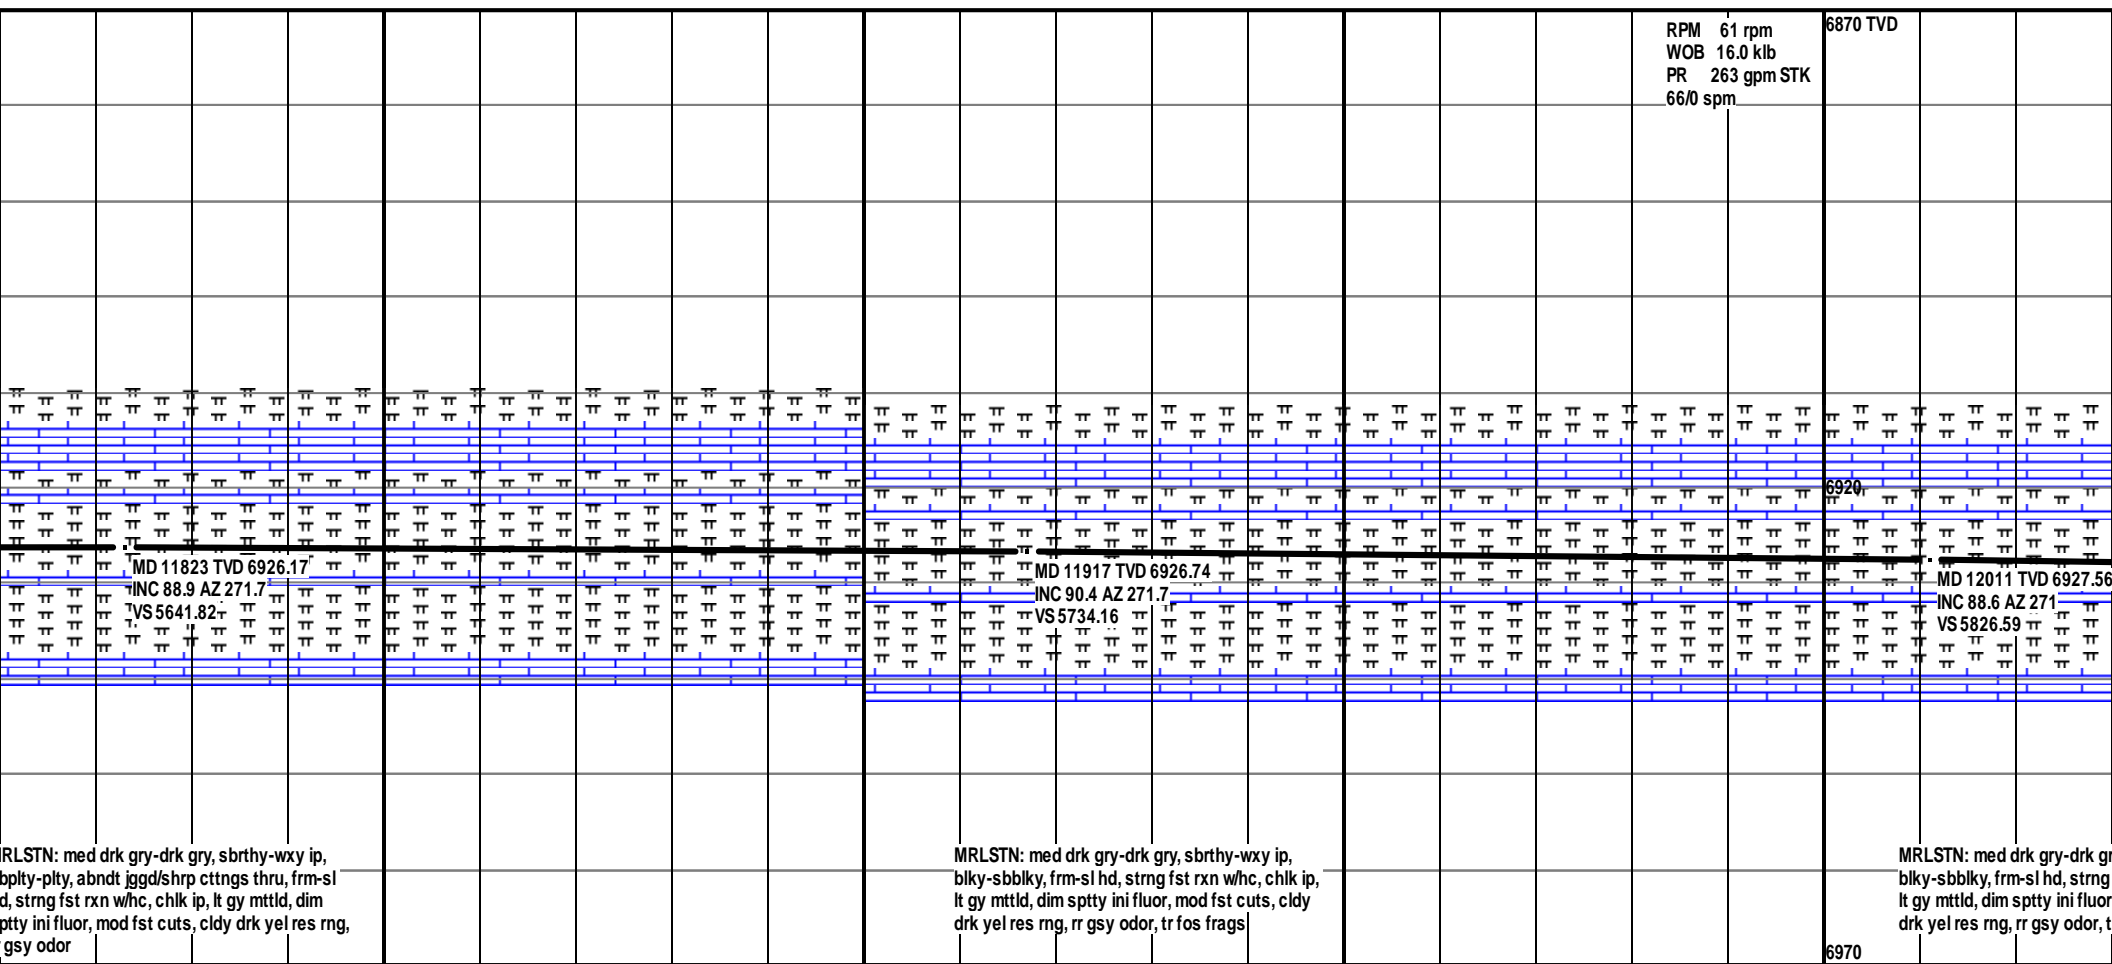 RPM 61 rpm
WOB 16.0 klb
PR 263 gpm STK
66/0 spm
6870 TVD
6920
MD 11823 TVD 6926.17
INC 88.9 AZ 271.7
VS 5641.82
MD 11917 TVD 6926.74
INC 90.4 AZ 271.7
VS 5734.16
MD 12011 TVD 6927.56
INC 88.6 AZ 271
VS 5826.59
RLSTN: med drk gry-drk gry, sbrthy-wxy ip,
bplty-plty, abndt jggd/shrp cttngs thru, frm-sl
d, strng fst rxn w/hc, chlk ip, lt gy mttld, dim
ptty ini fluor, mod fst cuts, cldy drk yel res rng,
gsy odor
MRLSTN: med drk gry-drk gry, sbrthy-wxy ip,
blky-sbblky, frm-sl hd, strng fst rxn w/hc, chlk ip,
lt gy mttld, dim sptty ini fluor, mod fst cuts, cldy
drk yel res rng, rr gsy odor, tr fos frags
MRLSTN: med drk gry-drk gr
blky-sbblky, frm-sl hd, strng
lt gy mttld, dim sptty ini fluor
drk yel res rng, rr gsy odor, t
6970